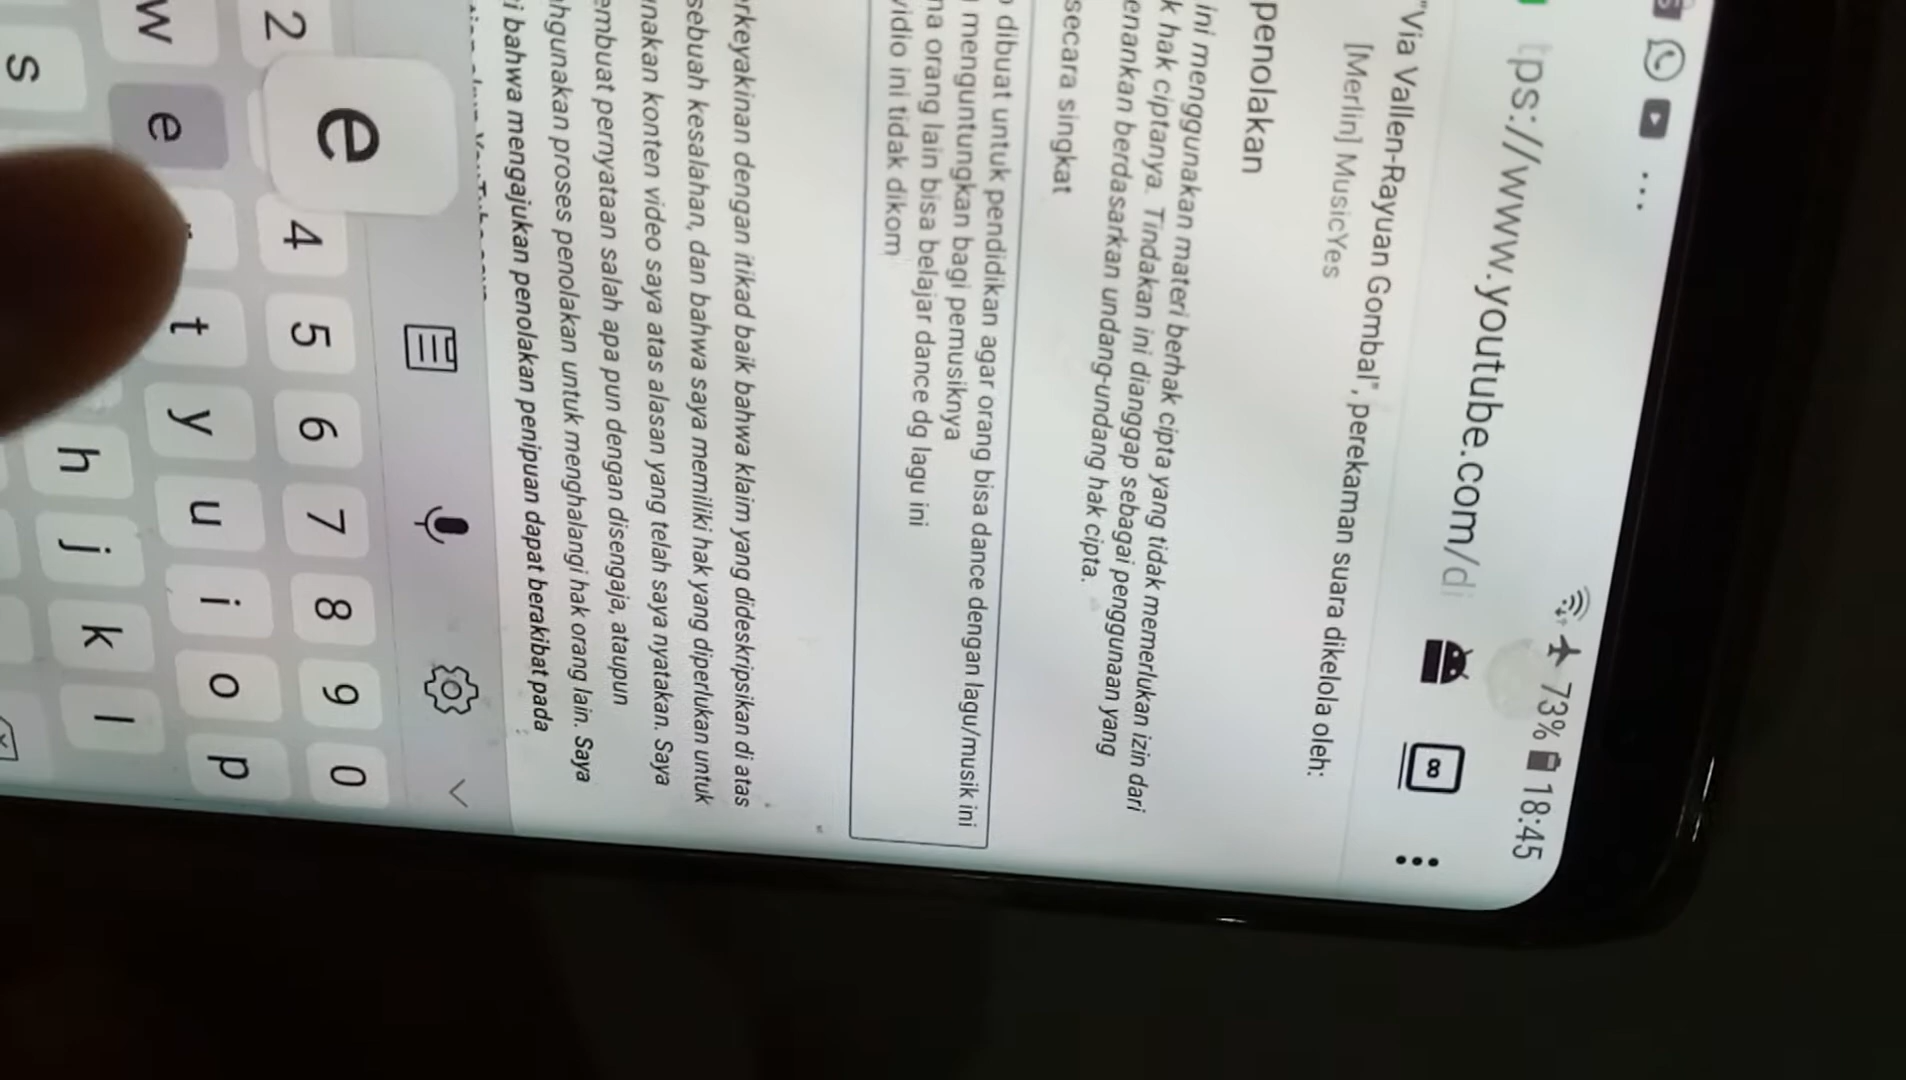 73% 18:45
tps://www.youtube.com/di
"Via Vallen-Rayuan Gombal", perekaman suara dikelola oleh:
[Merlin] MusicYes
penolakan
ini menggunakan materi berhak cipta yang tidak memerlukan izin dari
k hak ciptanya. Tindakan ini dianggap sebagai penggunaan yang
enankan berdasarkan undang-undang hak cipta.
secara singkat
dibuat untuk pendidikan agar orang bisa dance dengan lagu/musik ini
menguntungkan bagi pemusiknya
na orang lain bisa belajar dance dg lagu ini
vidio ini tidak dikom
rkeyakinan dengan itikad baik bahwa klaim yang dideskripsikan di atas
sebuah kesalahan, dan bahwa saya memiliki hak yang diperlukan untuk
unakan konten video saya atas alasan yang telah saya nyatakan. Saya
embuat pernyataan salah apa pun dengan disengaja, ataupun
ahgunakan proses penolakan untuk menghalangi hak orang lain. Saya
i bahwa mengajukan penolakan penipuan dapat berakibat pada
2 e 4 5 6 7 8 9 0
w e t y u i o p
s h j k l